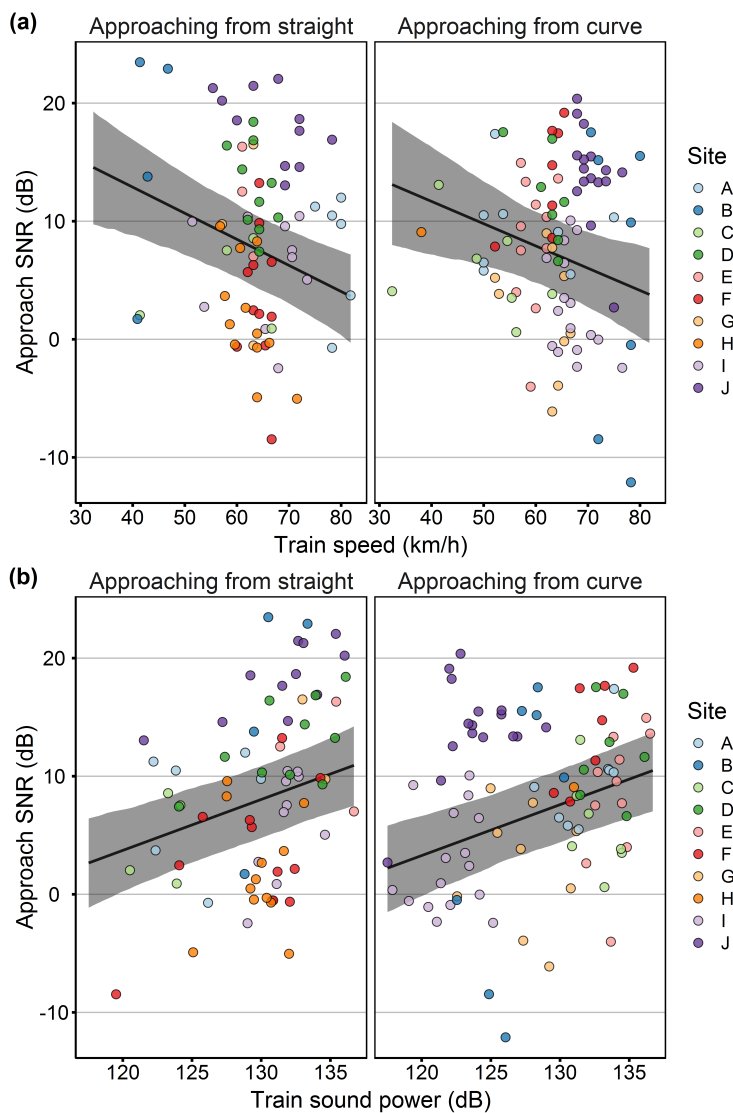 (a)
Approaching from straight
Approaching from curve
Approach SNR (dB)
20
10
0
-10
30 40 50 60 70 80
30 40 50 60 70 80
Train speed (km/h)
Site
A
B
C
D
E
F
G
H
I
J
(b)
Approaching from straight
Approaching from curve
Approach SNR (dB)
20
10
0
-10
120 125 130 135
120 125 130 135
Train sound power (dB)
Site
A
B
C
D
E
F
G
H
I
J